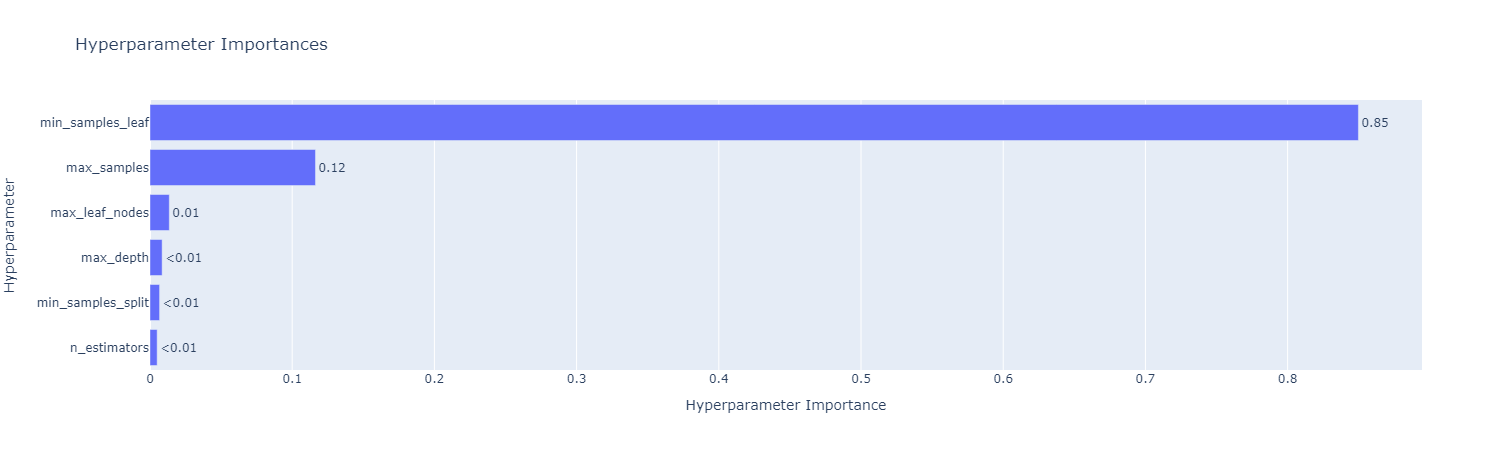 Hyperparameter Importances
Hyperparameter
min_samples_leaf 0.85
max_samples 0.12
max_leaf_nodes 0.01
max_depth <0.01
min_samples_split <0.01
n_estimators <0.01
0 0.1 0.2 0.3 0.4 0.5 0.6 0.7 0.8
Hyperparameter Importance